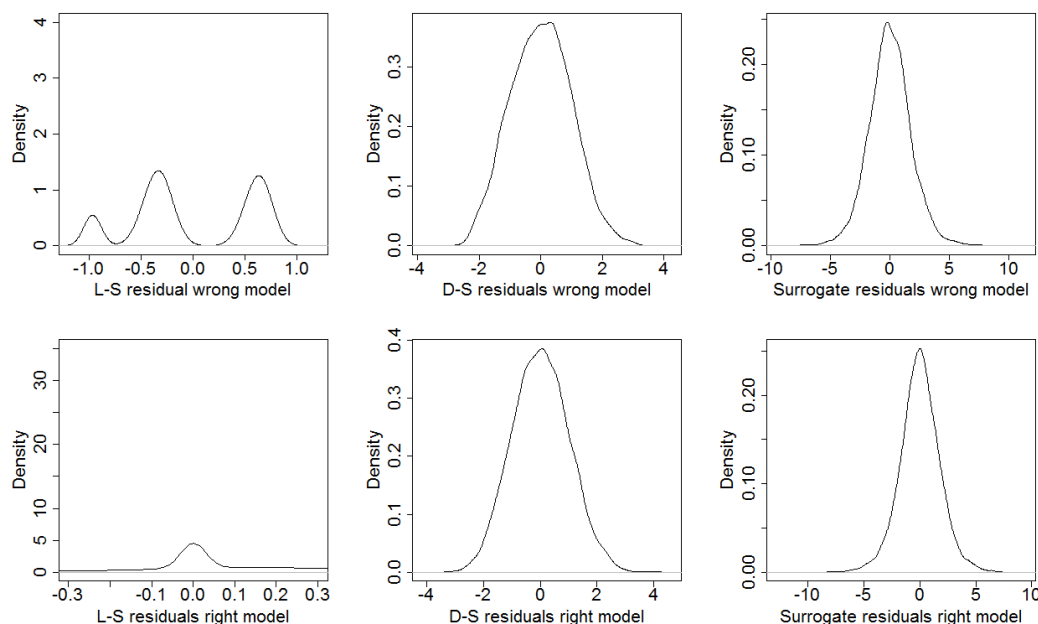 Density
0 1 2 3 4
-1.0 -0.5 0.0 0.5 1.0
L-S residual wrong model
Density
0.0 0.1 0.2 0.3
-4 -2 0 2 4
D-S residuals wrong model
Density
0.00 0.10 0.20
-10 -5 0 5 10
Surrogate residuals wrong model
Density
0 5 10 20 30
-0.3 -0.1 0.0 0.1 0.2 0.3
L-S residuals right model
Density
0.0 0.1 0.2 0.3 0.4
-4 -2 0 2 4
D-S residuals right model
Density
0.00 0.10 0.20
-10 -5 0 5 10
Surrogate residuals right model